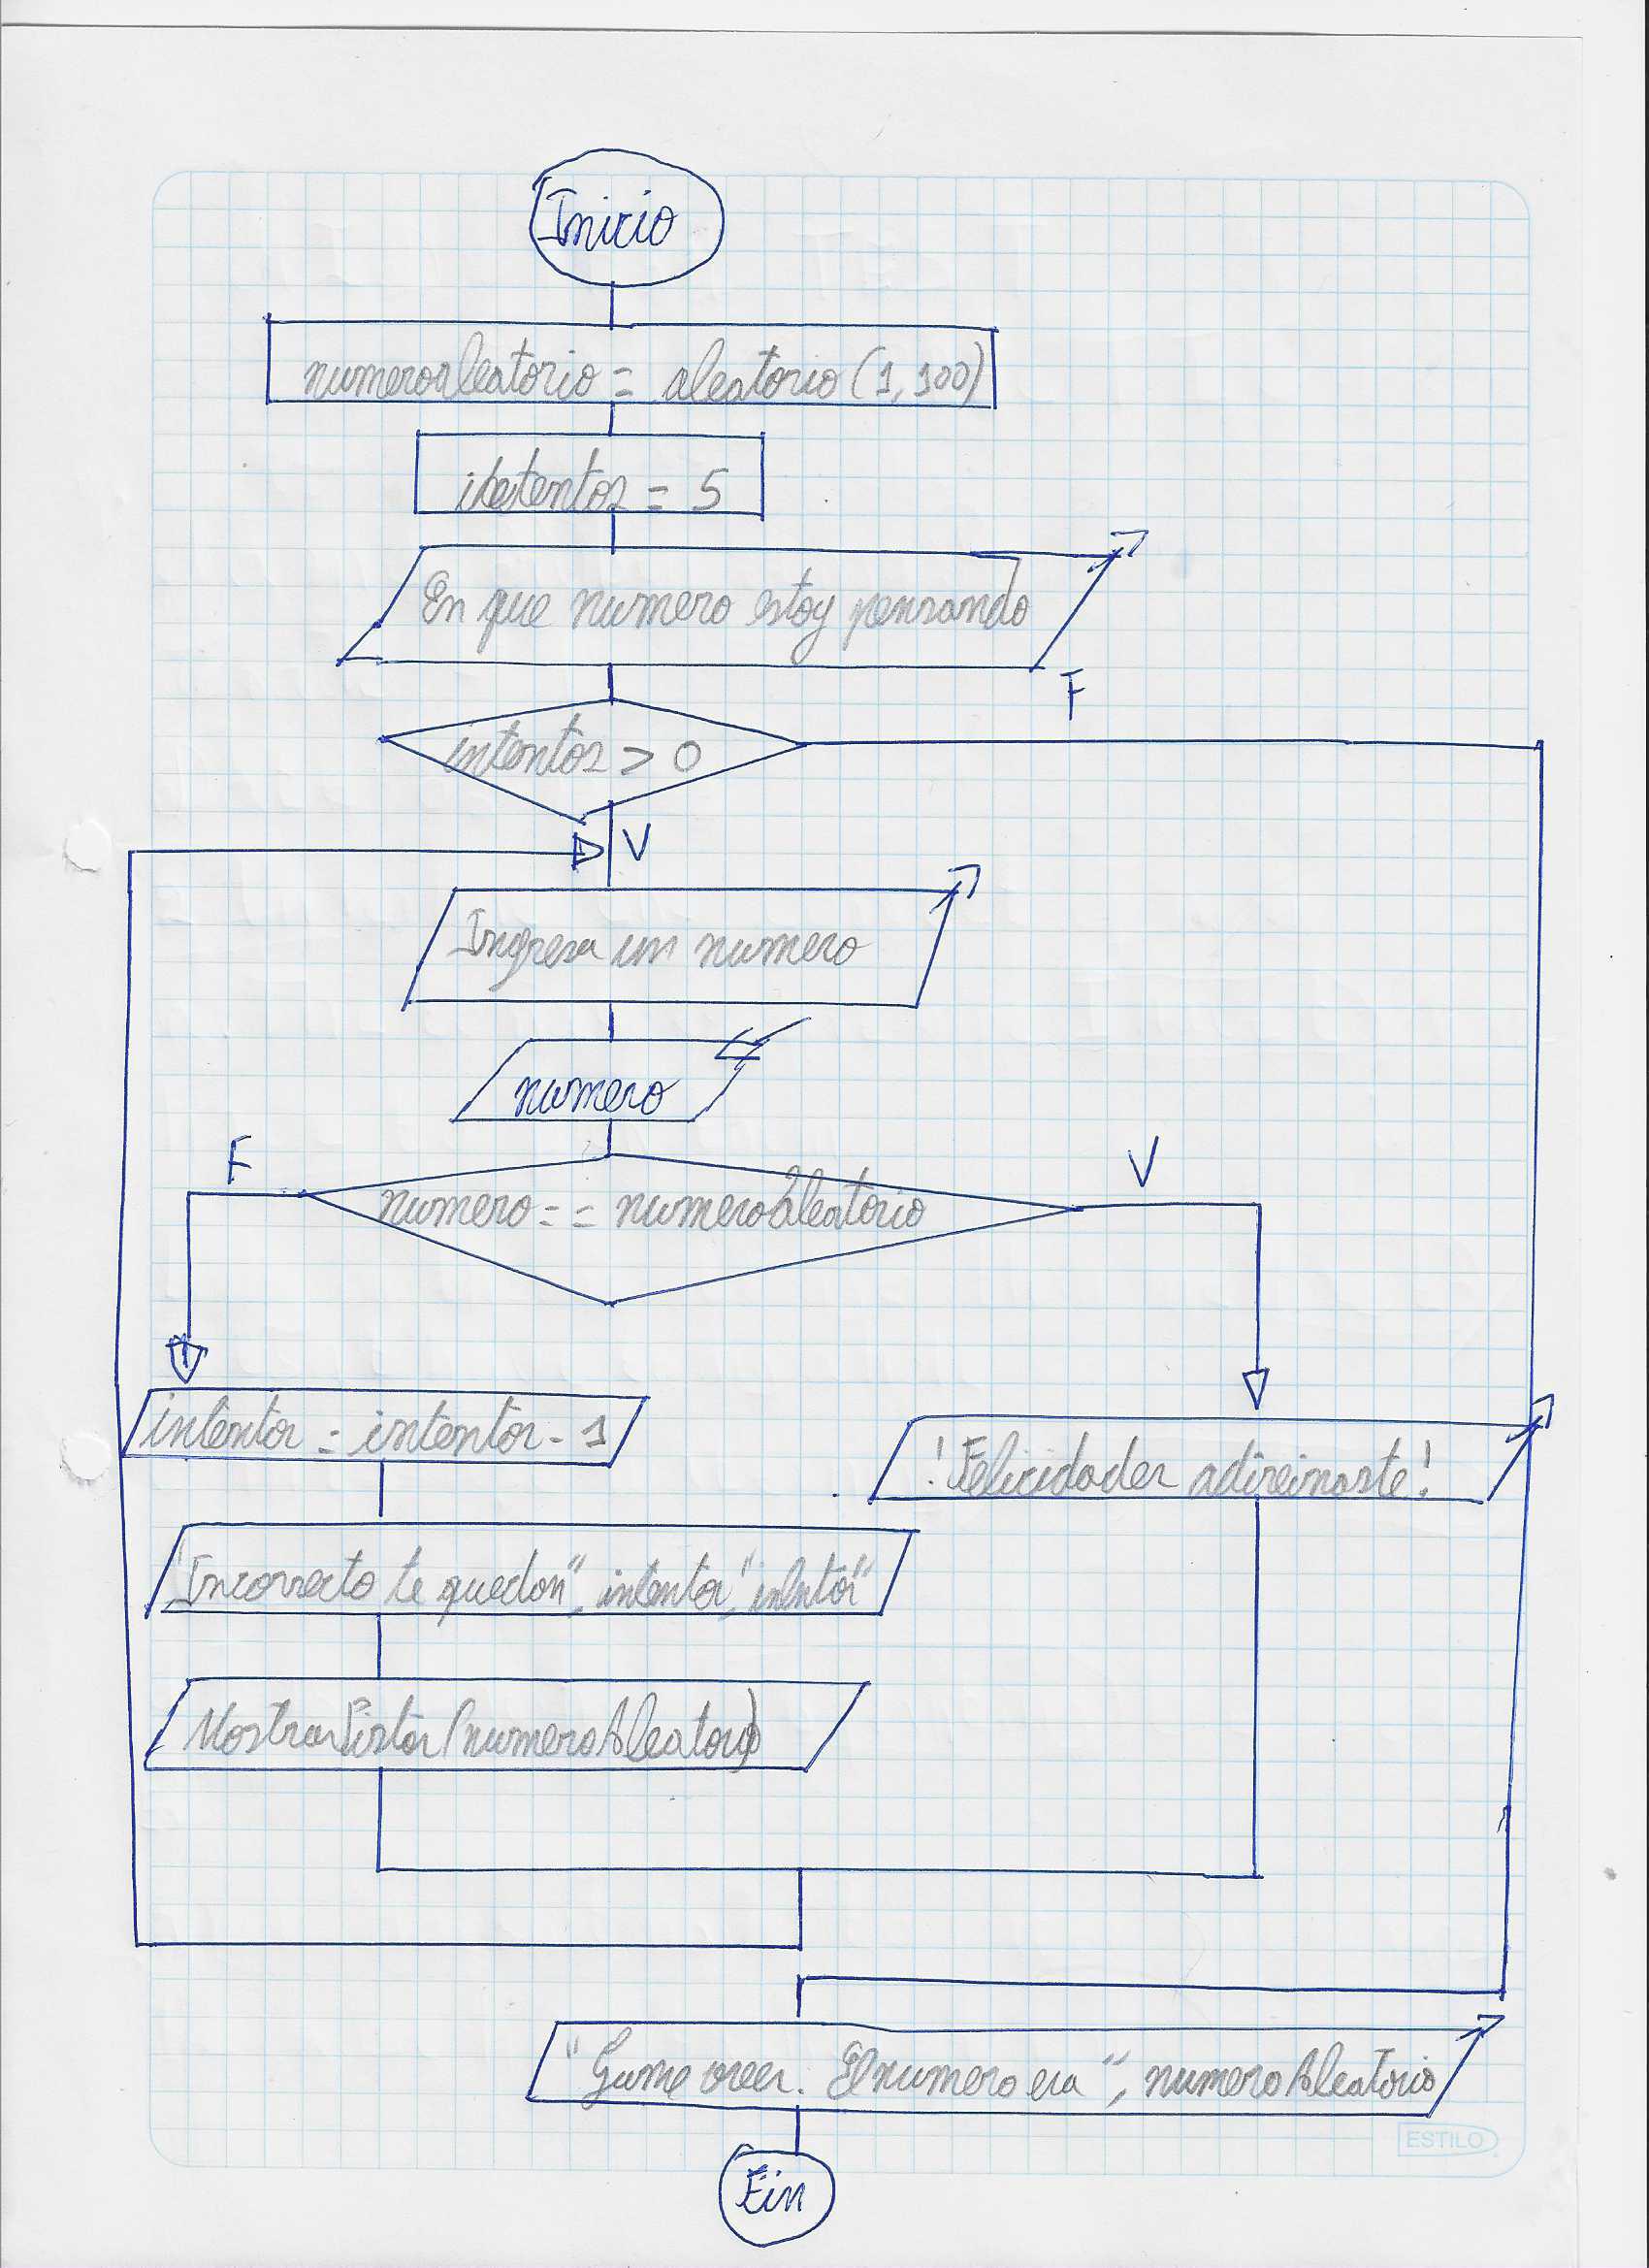 Inicio
numeroaleatorio = aleatorio (1, 100)
intentos = 5
En que numero estoy pensando
F
intentos > 0
V
Ingresa un numero
numero
F
V
numero == numeroAleatorio
intentos = intentos - 1
! Felicidades adivinaste!
"Incorrecto te quedan", intentos, "intentos"
MostrarPistas(numeroAleatorio)
"Game over. El numero era", numeroAleatorio
ESTILO
Fin